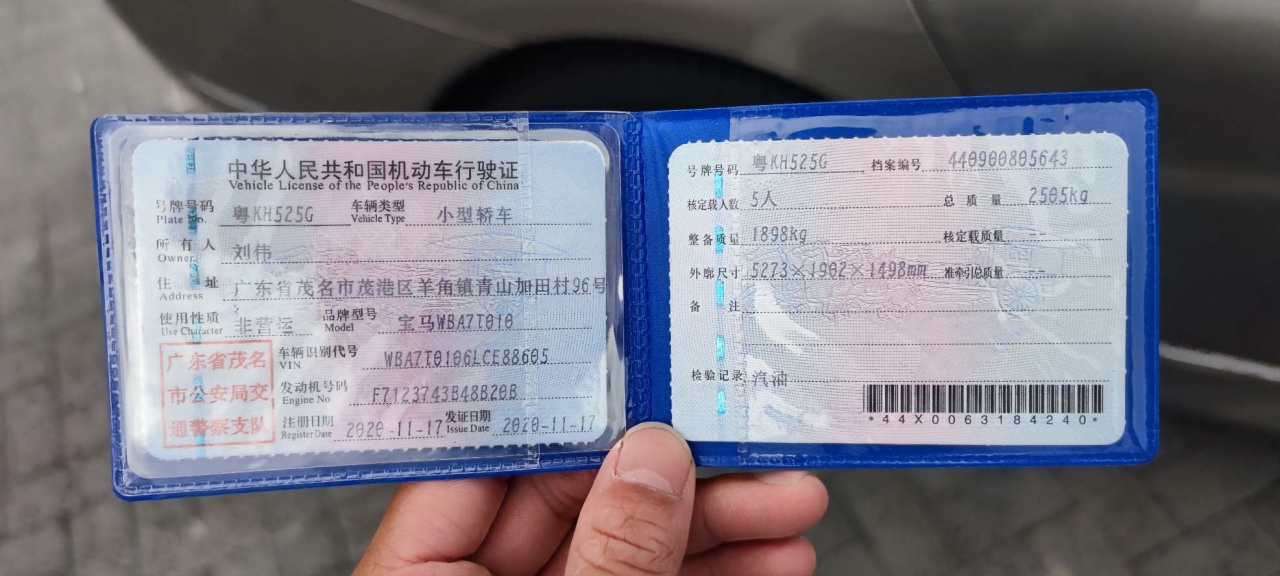 中华人民共和国机动车行驶证
Vehicle License of the People's Republic of China
号牌号码 粤KH525G 车辆类型 小型轿车
Plate No. Vehicle Type
所有人 刘伟
Owner
住址 广东省茂名市茂港区羊角镇青山加田村96号
Address
使用性质 非营运 品牌型号 宝马WBA7T010
Use Character Model
广东省茂名
市公安局交
通警察支队
车辆识别代号 WBA7T0106LCE88605
VIN
发动机号码 F7123743B48B20B
Engine No
注册日期 2020-11-17 发证日期 2020-11-17
Register Date Issue Date
号牌号码 粤KH525G 档案编号 440900805643
核定载人数 5人 总质量 2505kg
整备质量 1898kg 核定载质量 --
外廓尺寸 5273×1902×1498mm 准牵引总质量 --
备注
检验记录 汽油
*44X0063184240*